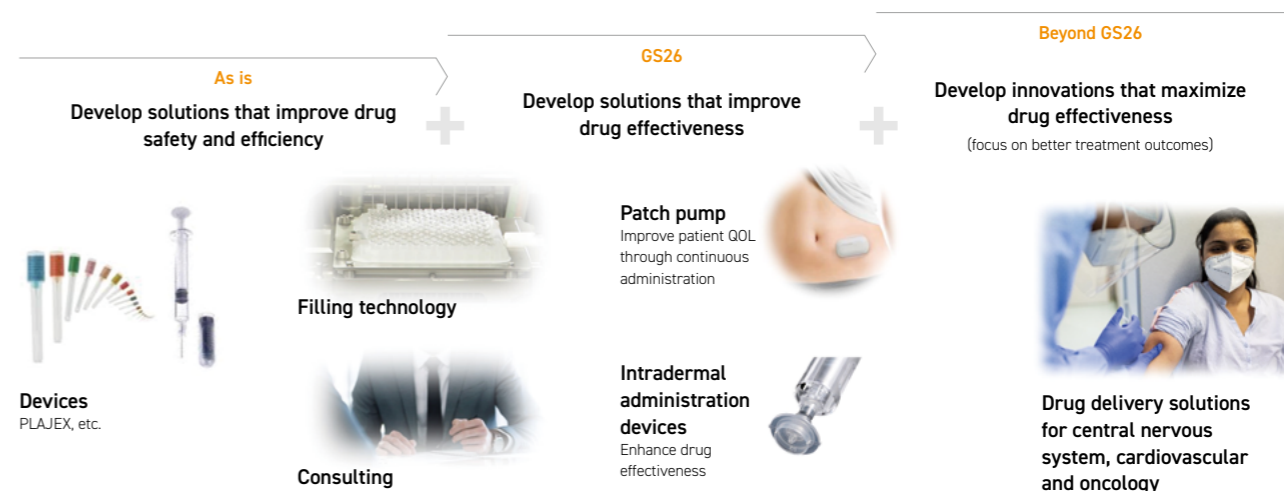 As is
Develop solutions that improve drug
safety and efficiency
Devices
PLAJEX, etc.
Filling technology
Consulting
GS26
Develop solutions that improve
drug effectiveness
Patch pump
Improve patient QOL
through continuous
administration
Intradermal
administration
devices
Enhance drug
effectiveness
Beyond GS26
Develop innovations that maximize
drug effectiveness
(focus on better treatment outcomes)
Drug delivery solutions
for central nervous
system, cardiovascular
and oncology